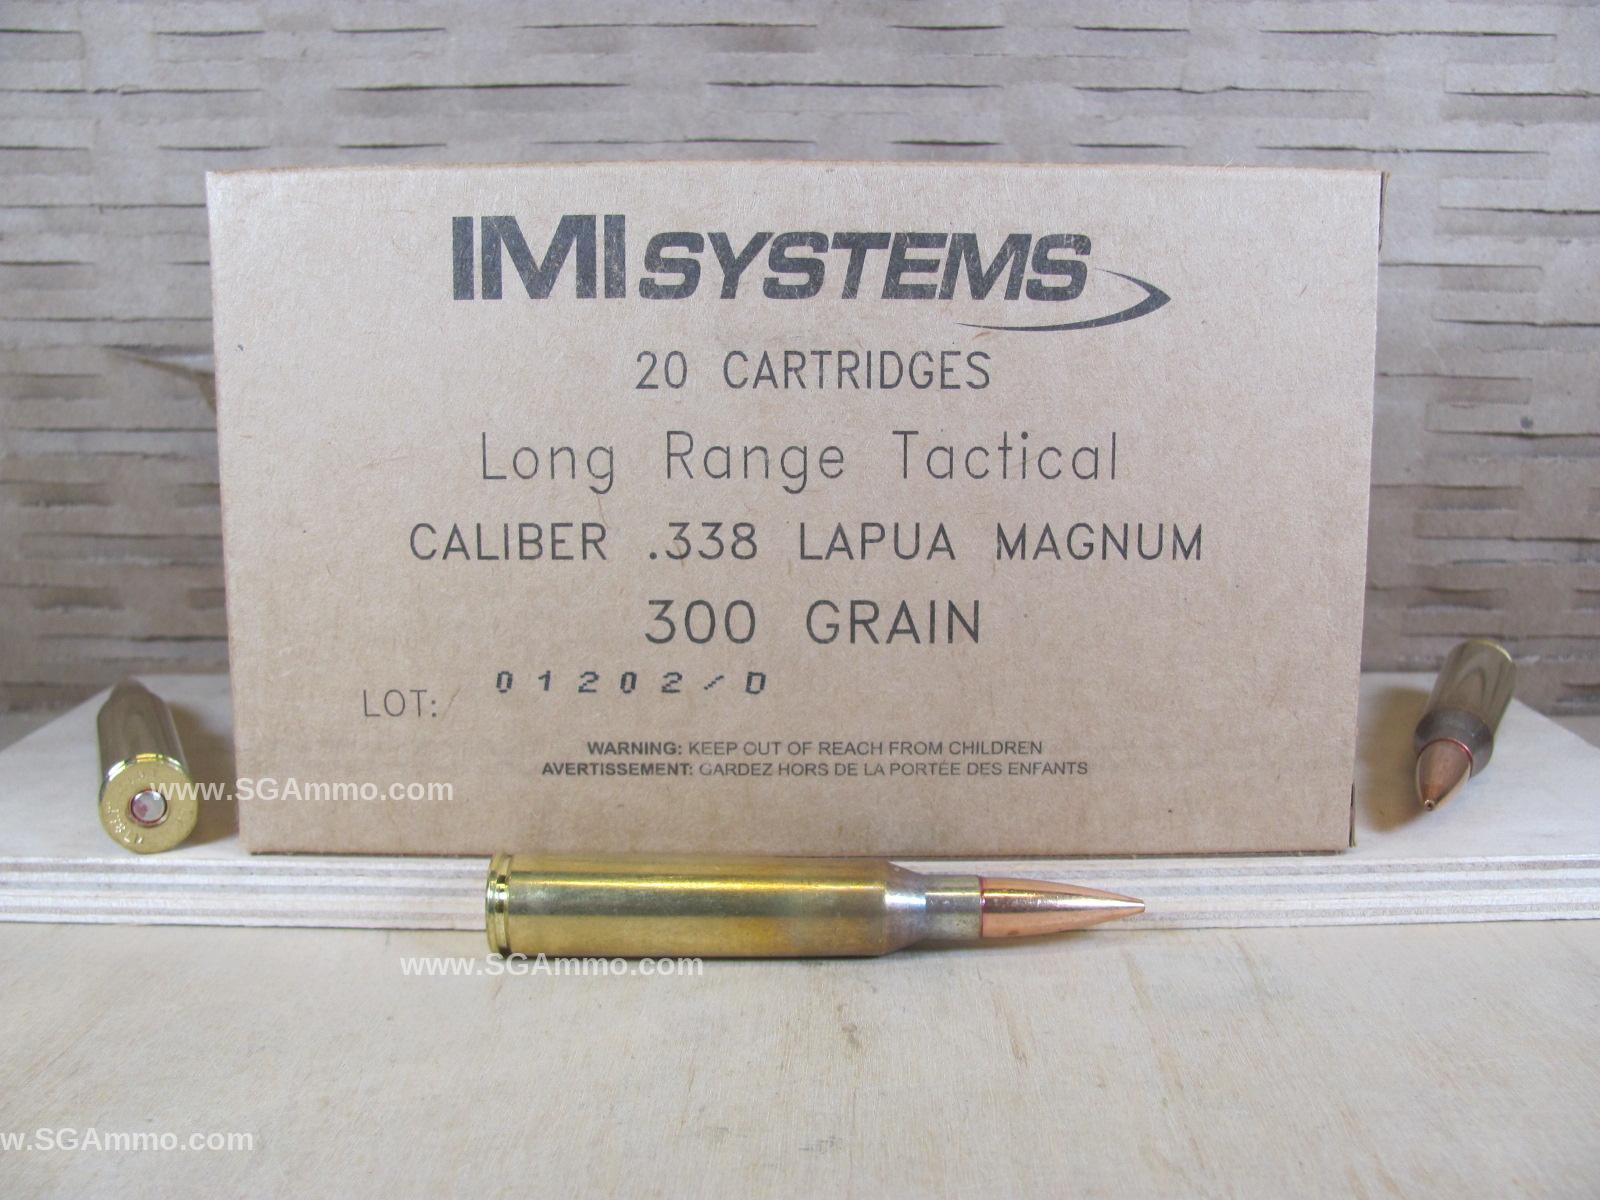 IMI SYSTEMS
20 CARTRIDGES
Long Range Tactical
CALIBER .338 LAPUA MAGNUM
300 GRAIN
LOT: 01202/D
WARNING: KEEP OUT OF REACH FROM CHILDREN
AVERTISSEMENT: GARDEZ HORS DE LA PORTÉE DES ENFANTS
www.SGAmmo.com
www.SGAmmo.com
w.SGAmmo.com